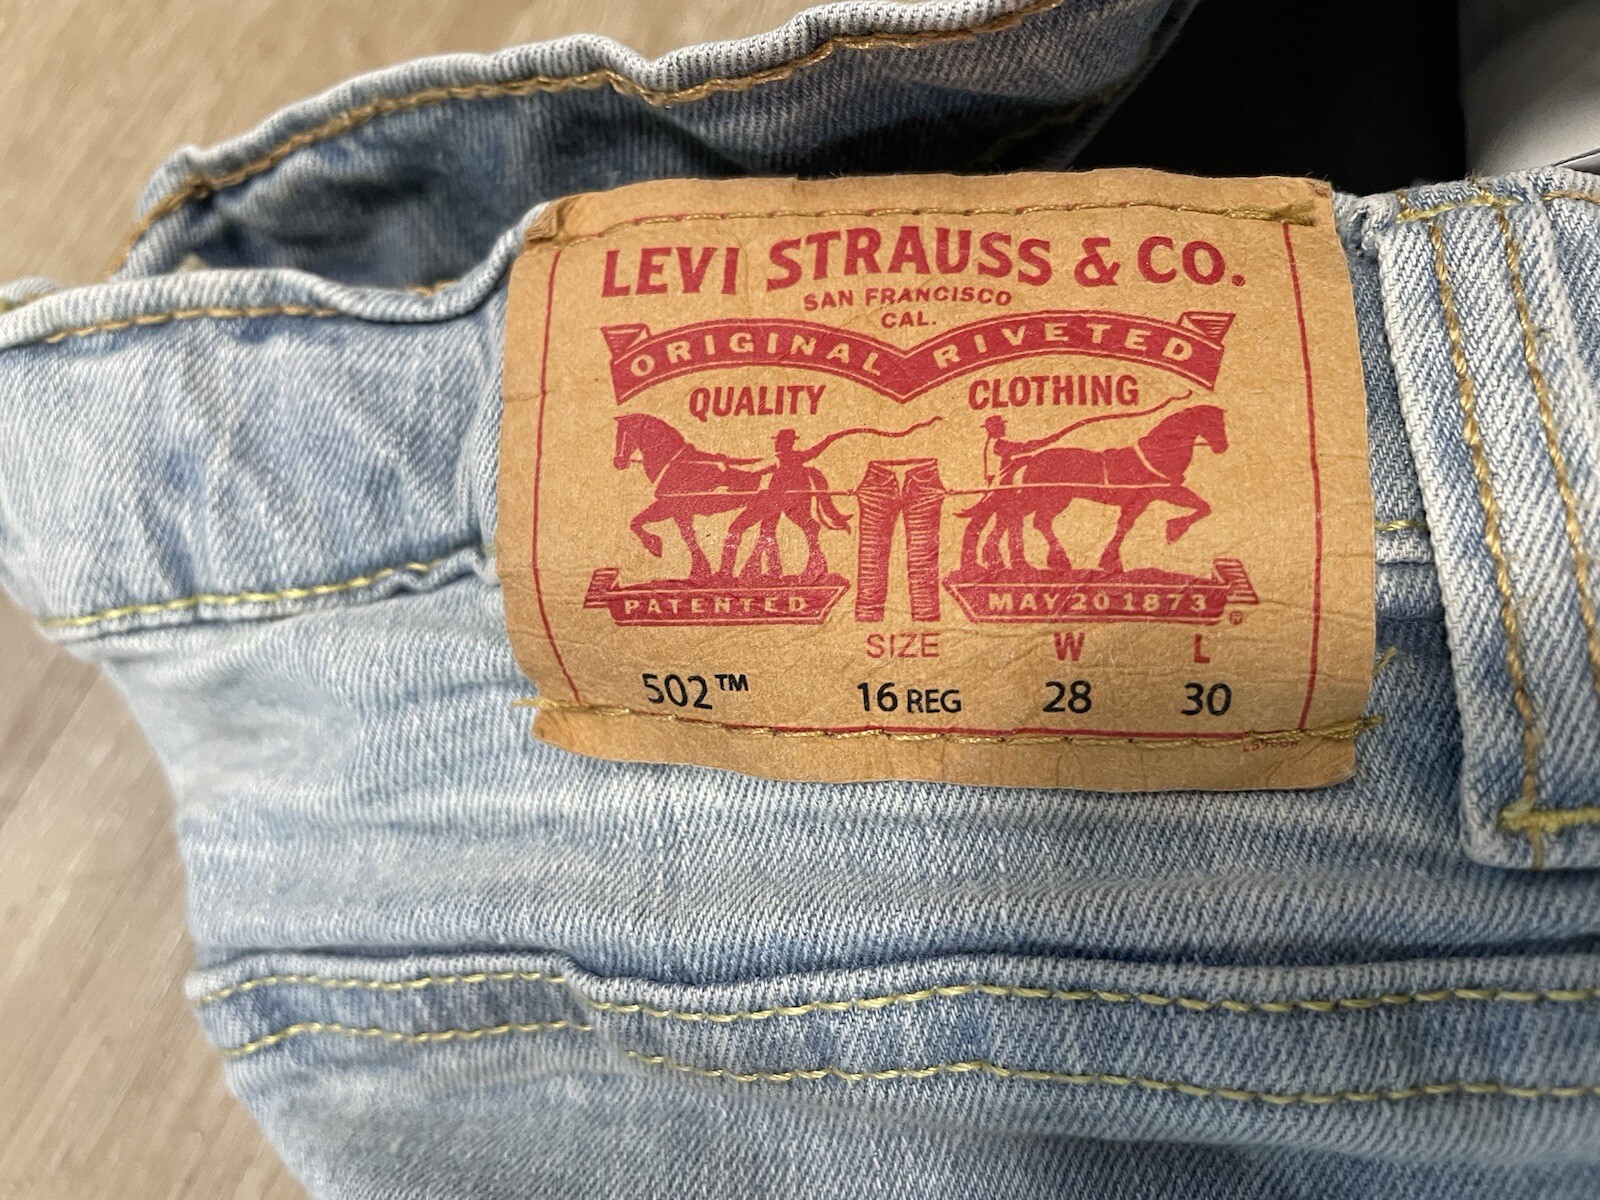 LEVI STRAUSS & CO.
SAN FRANCISCO
CAL.
ORIGINAL RIVETED
QUALITY CLOTHING
PATENTED MAY 20 1873 ®
SIZE W L
502™ 16 REG 28 30